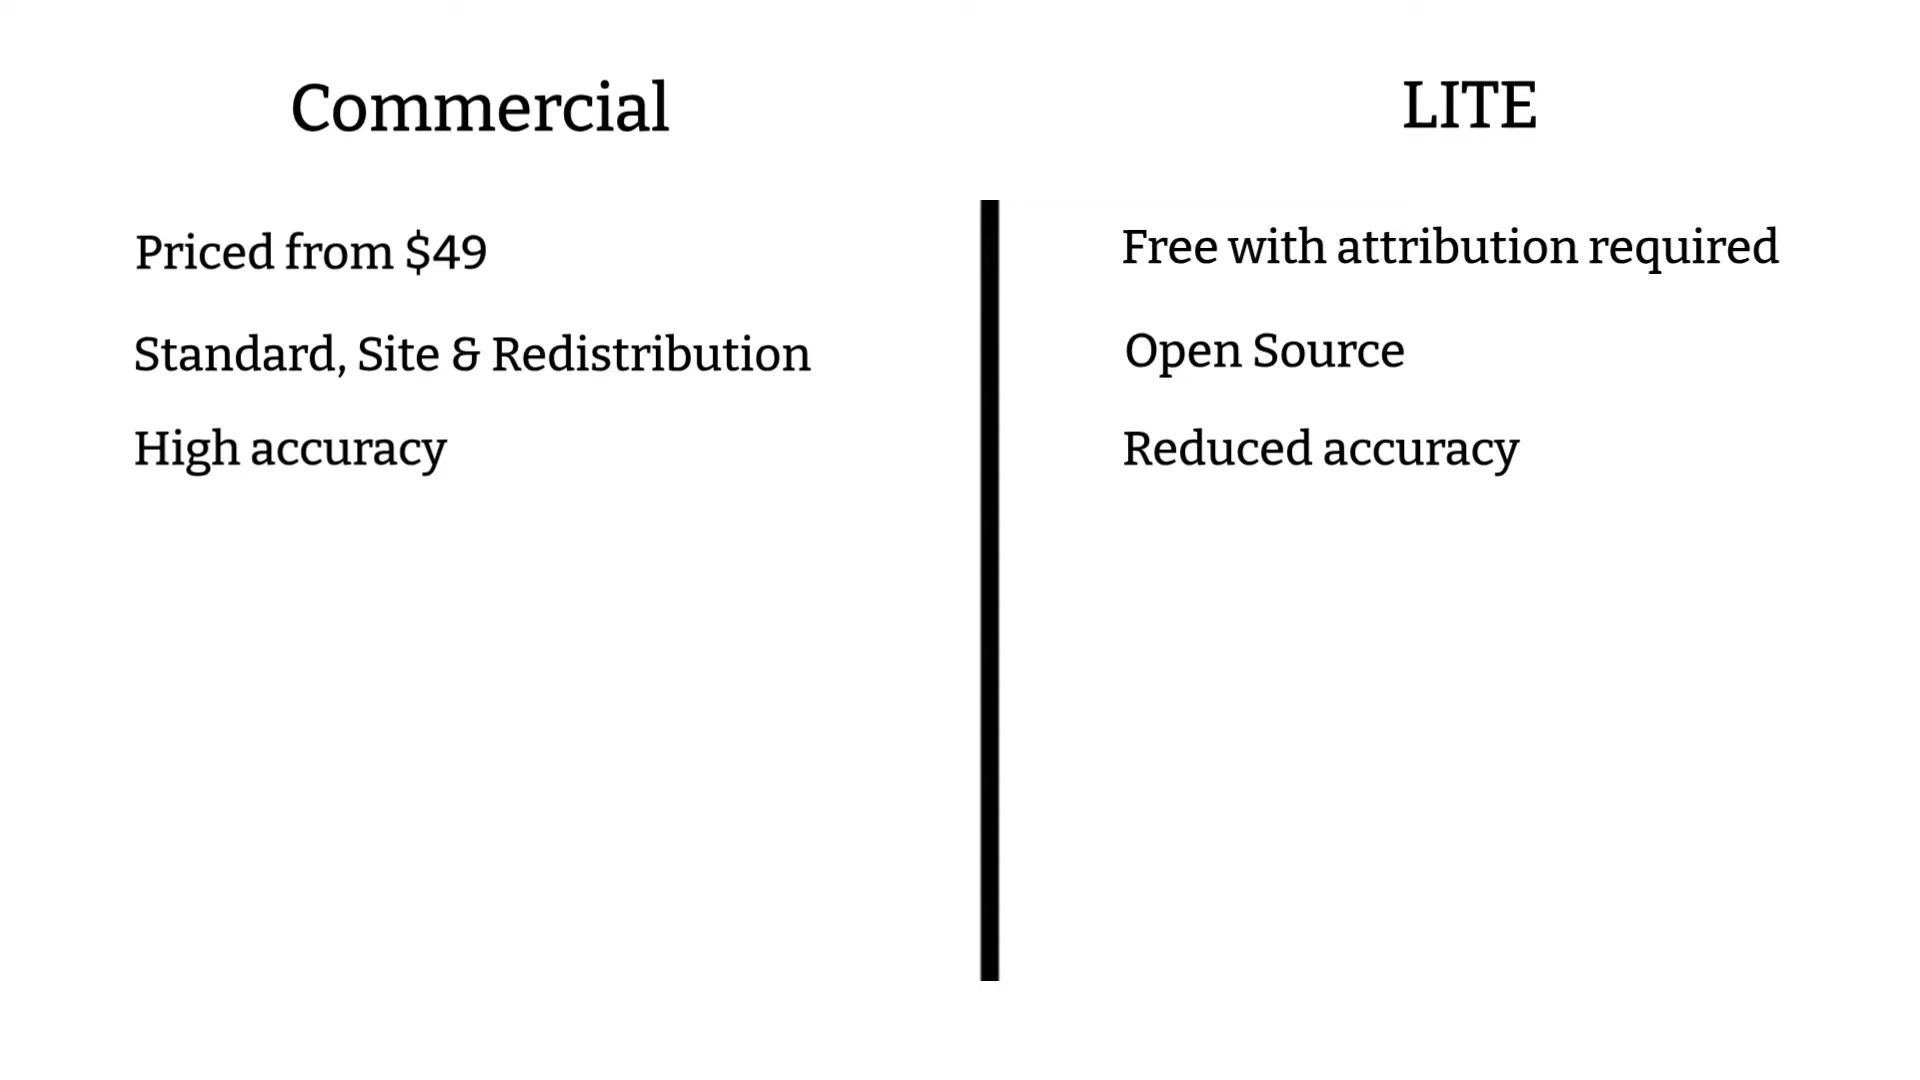 Commercial
LITE
Priced from $49
Free with attribution required
Standard, Site & Redistribution
Open Source
High accuracy
Reduced accuracy